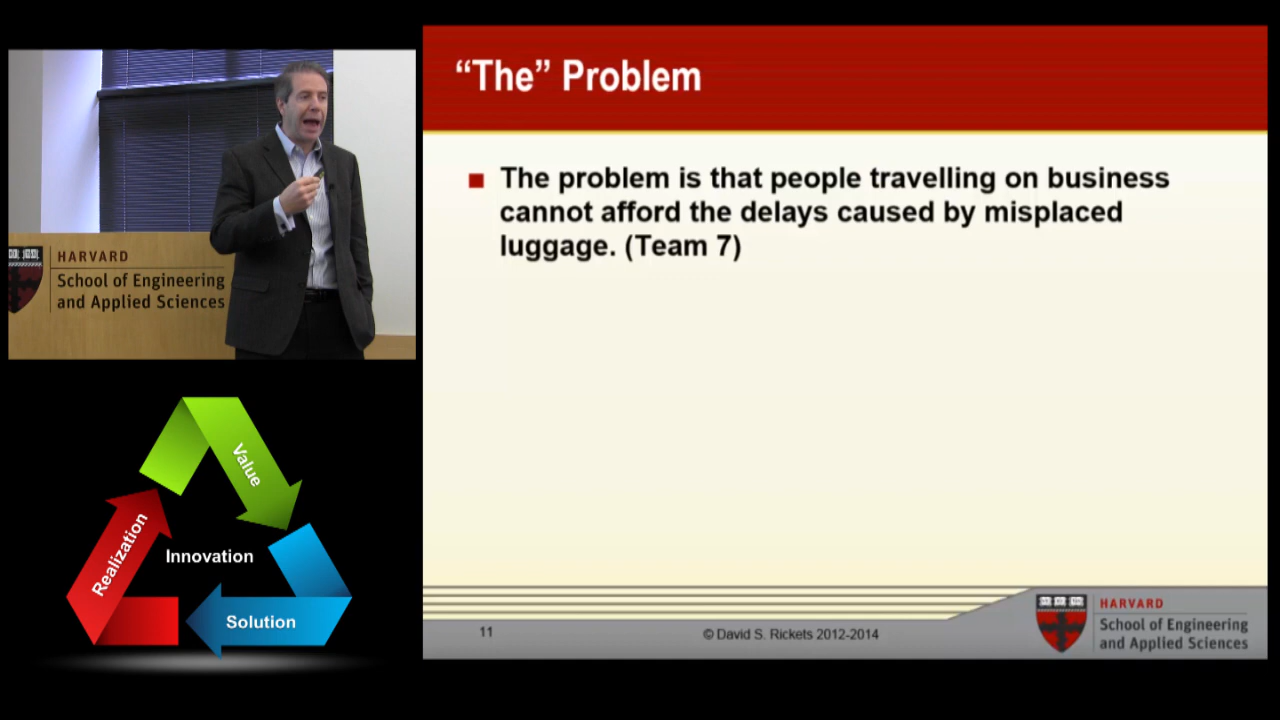 HARVARD
School of Engineering
and Applied Sciences
Value
Realization
Innovation
Solution
“The” Problem
■ The problem is that people travelling on business
cannot afford the delays caused by misplaced
luggage. (Team 7)
11
© David S. Rickets 2012-2014
HARVARD
School of Engineering
and Applied Sciences